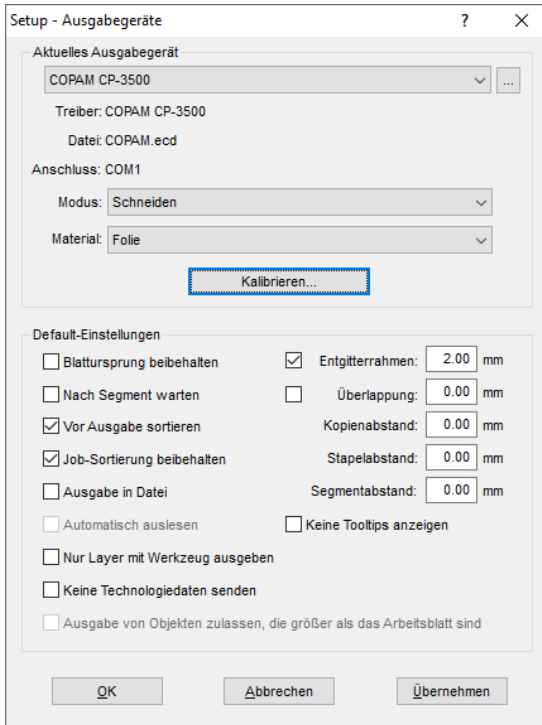 Setup - Ausgabegeräte
Aktuelles Ausgabegerät
COPAM CP-3500
...
Treiber: COPAM CP-3500
Datei: COPAM.ecd
Anschluss: COM1
Modus: Schneiden
Material: Folie
Kalibrieren...
Default-Einstellungen
Blattursprung beibehalten
Entgitterrahmen: 2.00 mm
Nach Segment warten
Überlappung: 0.00 mm
Vor Ausgabe sortieren
Kopienabstand: 0.00 mm
Job-Sortierung beibehalten
Stapelabstand: 0.00 mm
Ausgabe in Datei
Segmentabstand: 0.00 mm
Automatisch auslesen
Keine Tooltips anzeigen
Nur Layer mit Werkzeug ausgeben
Keine Technologiedaten senden
Ausgabe von Objekten zulassen, die größer als das Arbeitsblatt sind
OK
Abbrechen
Übernehmen